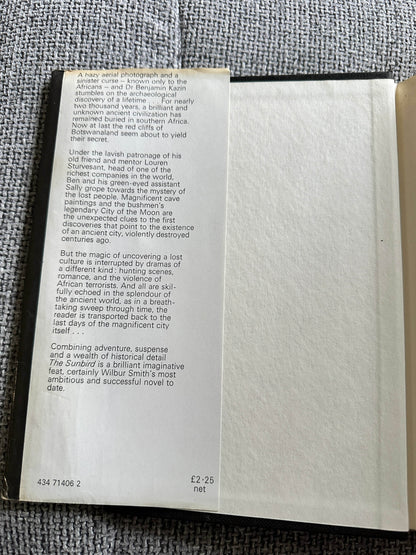 A hazy aerial photograph and a
sinister curse – known only to the
Africans – and Dr Benjamin Kazin
stumbles on the archaeological
discovery of a lifetime . . . For nearly
two thousand years, a brilliant and
unknown ancient civilization has
remained buried in southern Africa.
Now at last the red cliffs of
Botswanaland seem about to yield
their secret.
Under the lavish patronage of his
old friend and mentor Louren
Sturvesant, head of one of the
richest companies in the world,
Ben and his green-eyed assistant
Sally grope towards the mystery of
the lost people. Magnificent cave
paintings and the bushmen's
legendary City of the Moon are
the unexpected clues to the first
discoveries that point to the existence
of an ancient city, violently destroyed
centuries ago.
But the magic of uncovering a lost
culture is interrupted by dramas of
a different kind: hunting scenes,
romance, and the violence of
African terrorists. And all are skil-
fully echoed in the splendour of
the ancient world, as in a breath-
taking sweep through time, the
reader is transported back to the
last days of the magnificent city
itself . . .
Combining adventure, suspense
and a wealth of historical detail
The Sunbird is a brilliant imaginative
feat, certainly Wilbur Smith's most
ambitious and successful novel to
date.
434 71406 2
£2·25
net